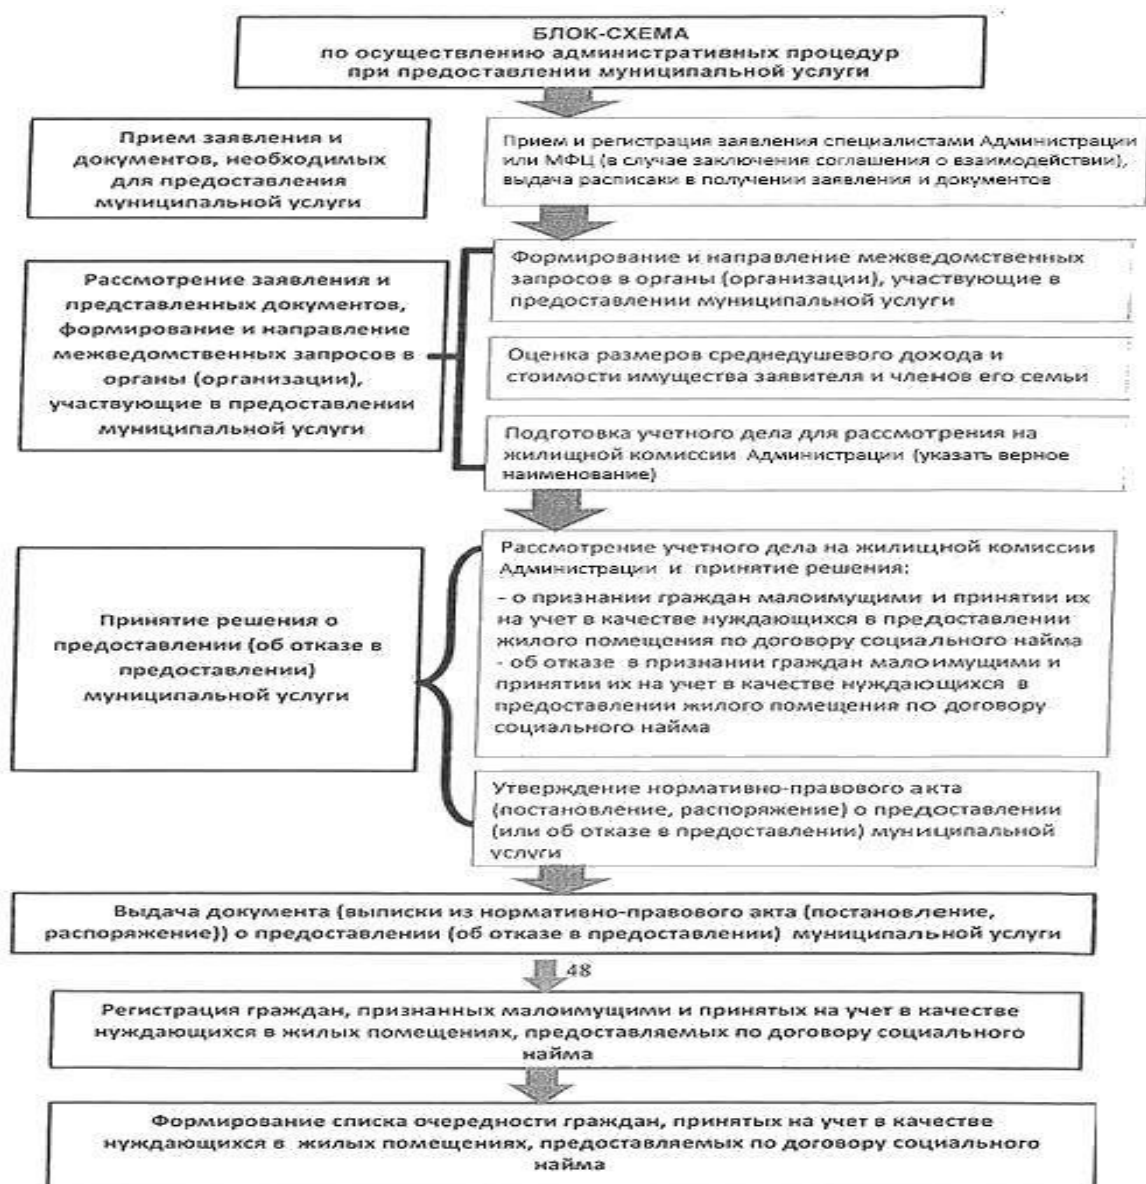 БЛОК-СХЕМА
по осуществлению административных процедур
при предоставлении муниципальной услуги
Прием заявления и
документов, необходимых
для предоставления
муниципальной услуги
Прием и регистрация заявления специалистами Администрации
или МФЦ (в случае заключения соглашения о взаимодействии),
выдача расписаки в получении заявления и документов
Рассмотрение заявления и
представленных документов,
формирование и направление
межведомственных запросов в
органы (организации),
участвующие в предоставлении
муниципальной услуги
Формирование и направление межведомственных
запросов в органы (организации), участвующие в
предоставлении муниципальной услуги
Оценка размеров среднедушевого дохода и
стоимости имущества заявителя и членов его семьи
Подготовка учетного дела для рассмотрения на
жилищной комиссии Администрации (указать верное
наименование)
Принятие решения о
предоставлении (об отказе в
предоставлении)
муниципальной услуги
Рассмотрение учетного дела на жилищной комиссии
Администрации и принятие решения:
- о признании граждан малоимущими и принятии их
на учет в качестве нуждающихся в предоставлении
жилого помещения по договору социального найма
- об отказе в признании граждан малоимущими и
принятии их на учет в качестве нуждающихся в
предоставлении жилого помещения по договору
социального найма
Утверждение нормативно-правового акта
(постановление, распоряжение) о предоставлении
(или об отказе в предоставлении) муниципальной
услуги
Выдача документа (выписки из нормативно-правового акта (постановление,
распоряжение)) о предоставлении (об отказе в предоставлении) муниципальной услуги
48
Регистрация граждан, признанных малоимущими и принятых на учет в качестве
нуждающихся в жилых помещениях, предоставляемых по договору социального
найма
Формирование списка очередности граждан, принятых на учет в качестве
нуждающихся в жилых помещениях, предоставляемых по договору социального
найма